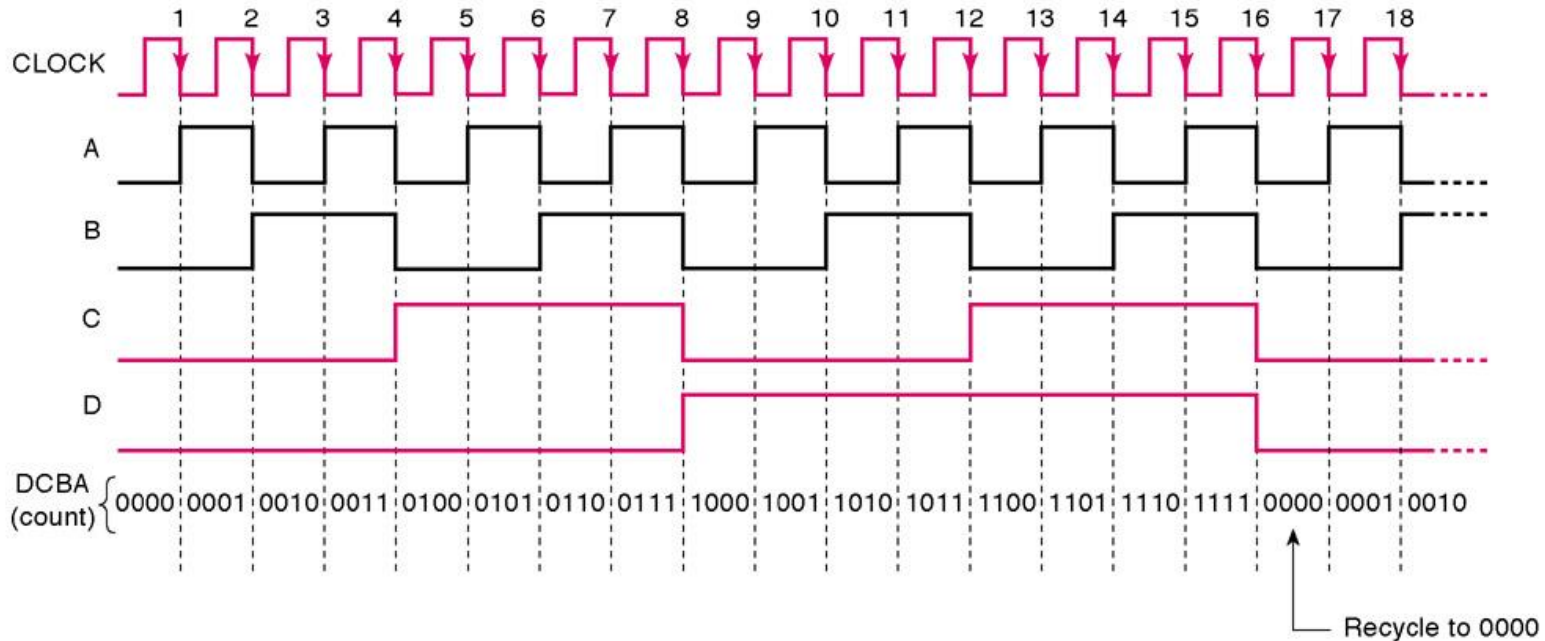 1 2 3 4 5 6 7 8 9 10 11 12 13 14 15 16 17 18
CLOCK
A
B
C
D
DCBA
(count)
0000 0001 0010 0011 0100 0101 0110 0111 1000 1001 1010 1011 1100 1101 1110 1111 0000 0001 0010
Recycle to 0000